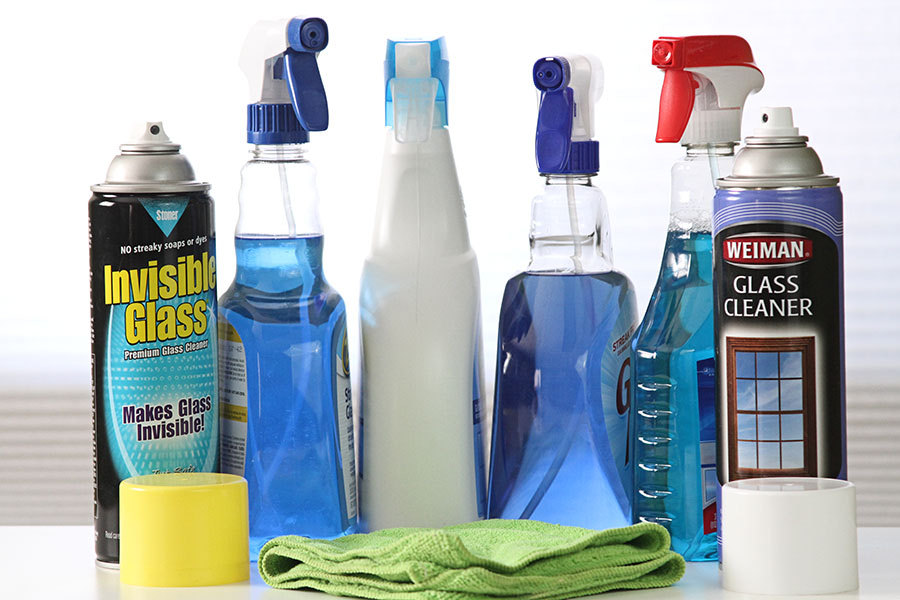 Stoner
NO streaky soaps or dyes
Invisible
Glass
Premium Glass Cleaner
Makes Glass
Invisible!
WEIMAN
GLASS
CLEANER